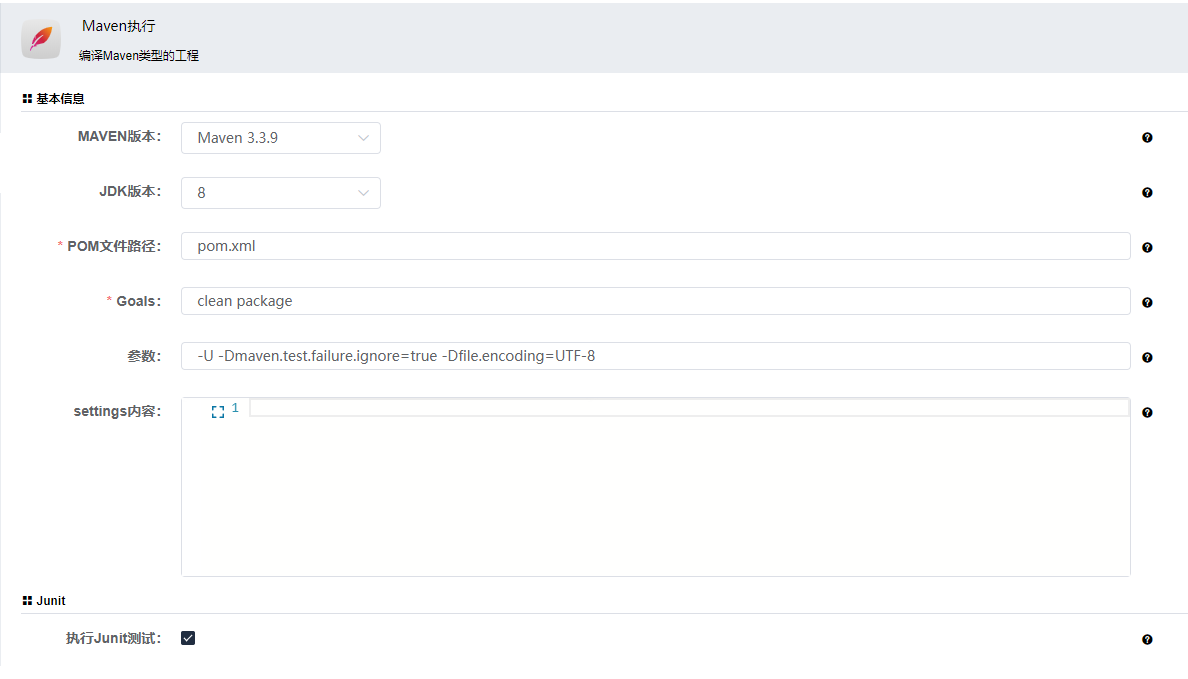 Maven执行
编译Maven类型的工程
基本信息
MAVEN版本： Maven 3.3.9
JDK版本： 8
* POM文件路径： pom.xml
* Goals： clean package
参数： -U -Dmaven.test.failure.ignore=true -Dfile.encoding=UTF-8
settings内容： 1
Junit
执行Junit测试：